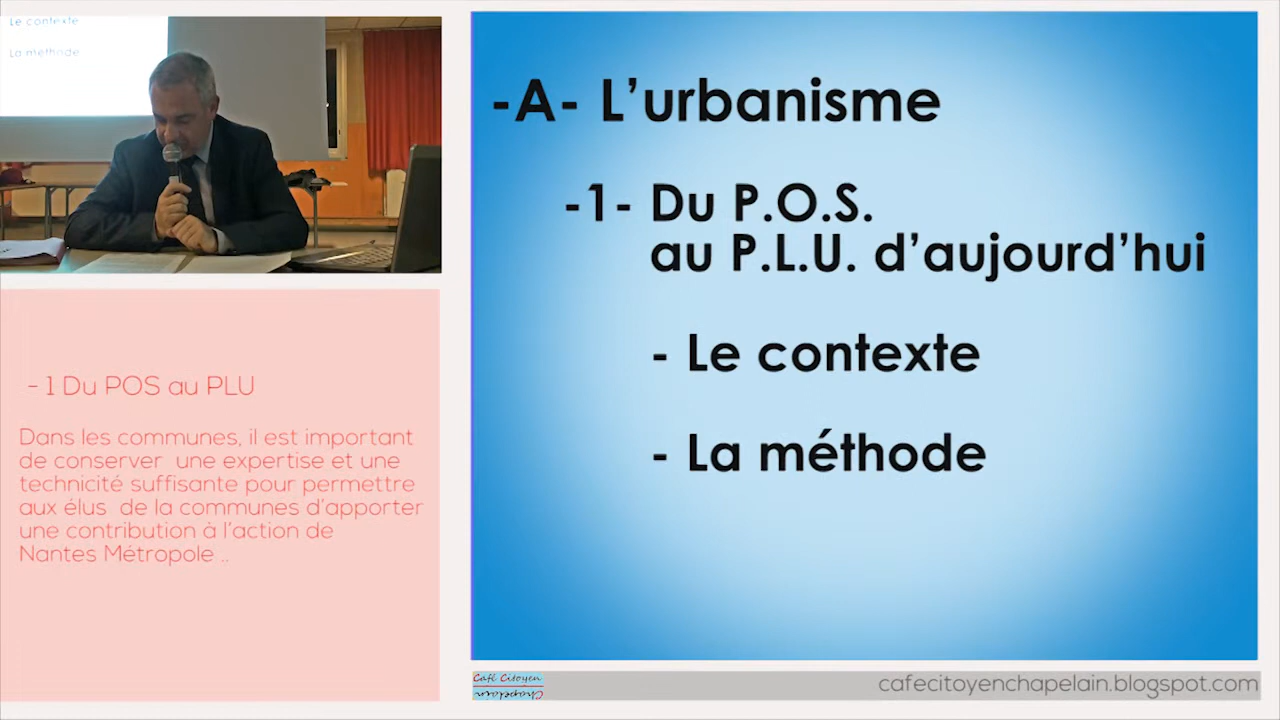 Le contexte
La méthode
-A- L'urbanisme
-1- Du P.O.S.
au P.L.U. d'aujourd'hui
- Le contexte
- La méthode
- 1 Du POS au PLU
Dans les communes, il est important
de conserver une expertise et une
technicité suffisante pour permettre
aux élus de la communes d'apporter
une contribution à l'action de
Nantes Métropole ..
Café Citoyen
Chapelain
cafecitoyenchapelain.blogspot.com